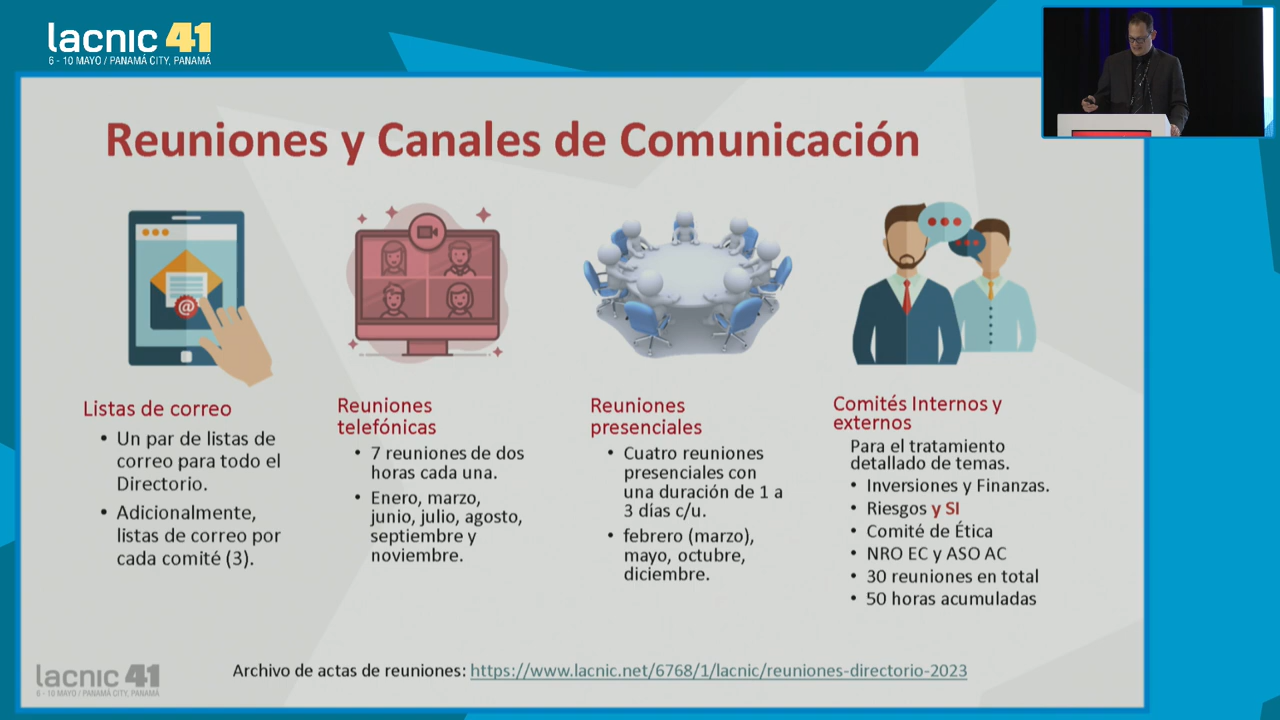 lacnic 41
6 - 10 MAYO / PANAMÁ CITY, PANAMÁ
Reuniones y Canales de Comunicación
@
Listas de correo
• Un par de listas de
correo para todo el
Directorio.
• Adicionalmente,
listas de correo por
cada comité (3).
Reuniones
telefónicas
• 7 reuniones de dos
horas cada una.
• Enero, marzo,
junio, julio, agosto,
septiembre y
noviembre.
Reuniones
presenciales
• Cuatro reuniones
presenciales con
una duración de 1 a
3 días c/u.
• febrero (marzo),
mayo, octubre,
diciembre.
Comités Internos y
externos
Para el tratamiento
detallado de temas.
• Inversiones y Finanzas.
• Riesgos y SI
• Comité de Ética
• NRO EC y ASO AC
• 30 reuniones en total
• 50 horas acumuladas
lacnic 41
6 - 10 MAYO / PANAMÁ CITY, PANAMÁ
Archivo de actas de reuniones: https://www.lacnic.net/6768/1/lacnic/reuniones-directorio-2023